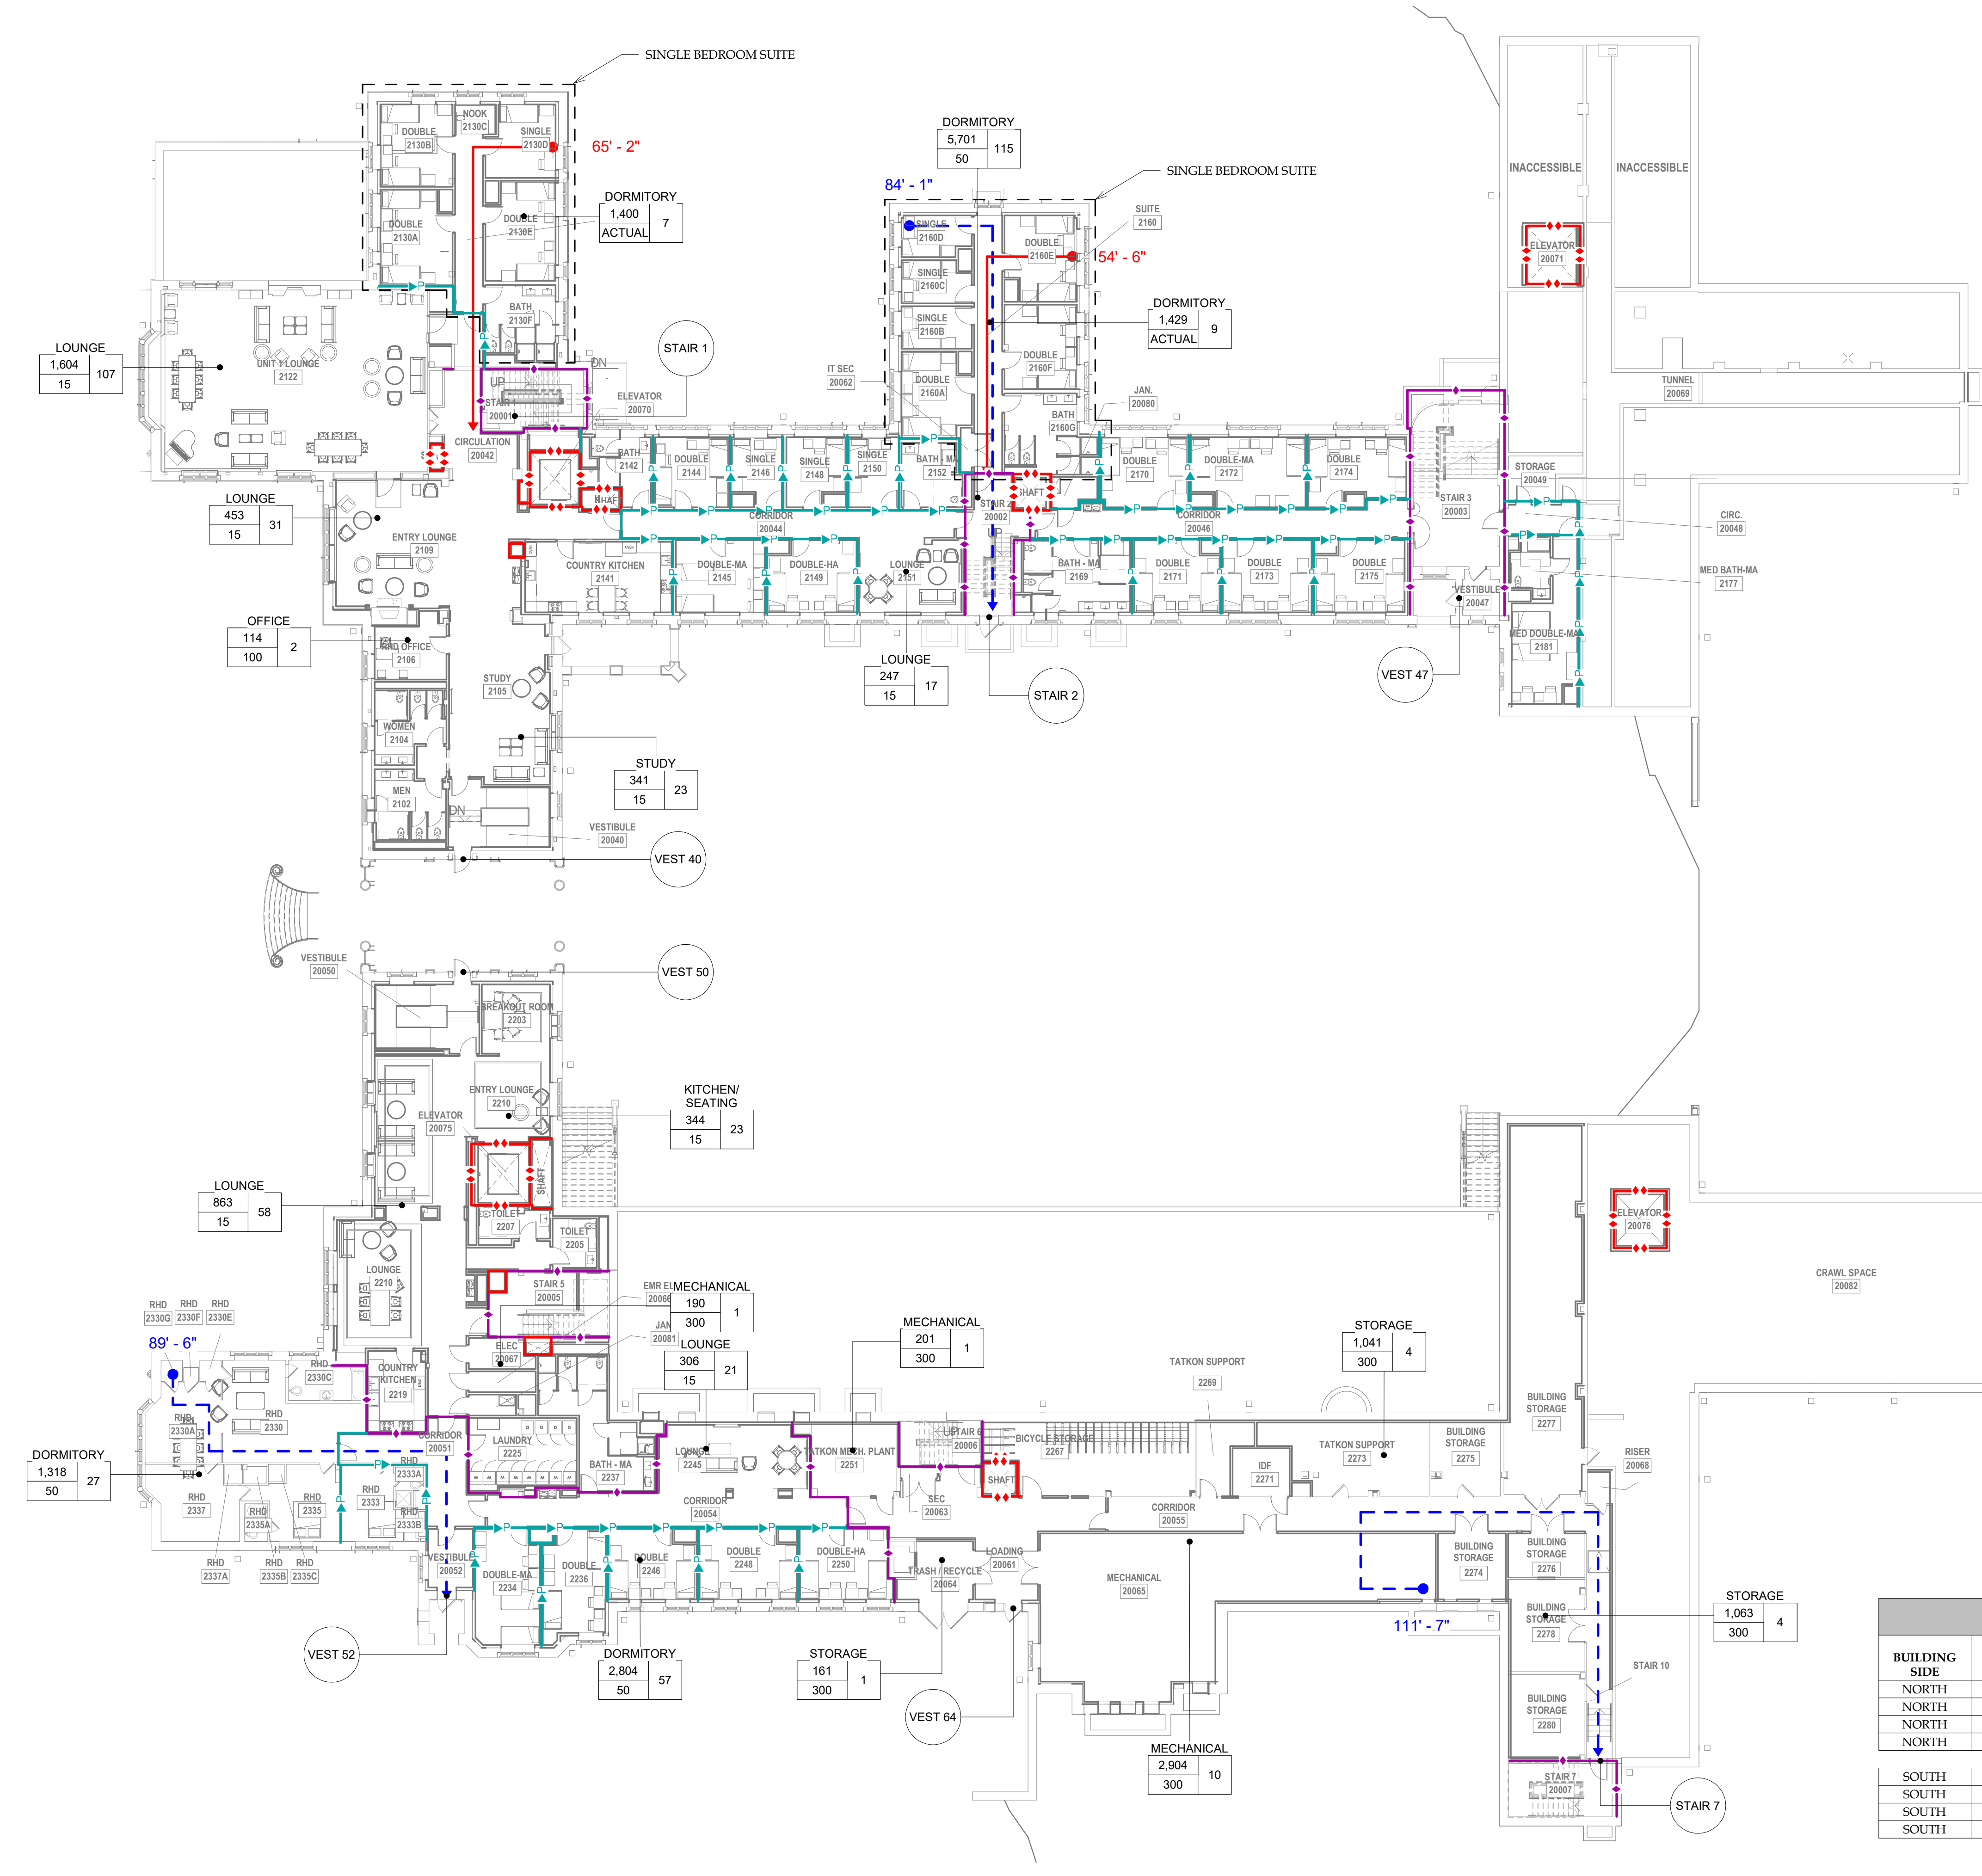 SINGLE BEDROOM SUITE
NOOK
2130C
DOUBLE
2130B
SINGLE
2130D
65' - 2"
DORMITORY
5,701
50
115
SINGLE BEDROOM SUITE
84' - 1"
INACCESSIBLE
INACCESSIBLE
DORMITORY
1,400
ACTUAL
7
DOUBLE
2130A
DOUBLE
2130E
SUITE
2160
SINGLE
2160D
DOUBLE
2160E
54' - 6"
ELEVATOR
20071
SINGLE
2160C
BATH
2130F
SINGLE
2160B
DORMITORY
1,429
ACTUAL
9
STAIR 1
LOUNGE
1,604
15
107
UNIT 1 LOUNGE
2122
DN
UP
STAIR 1
20001
ELEVATOR
20070
IT SEC
20062
DOUBLE
2160A
DOUBLE
2160F
JAN.
20080
TUNNEL
20069
BATH
2160G
CIRCULATION
20042
BATH
2142
DOUBLE
2144
SINGLE
2146
SINGLE
2148
SINGLE
2150
BATH - MA
2152
DOUBLE
2170
DOUBLE-MA
2172
DOUBLE
2174
STORAGE
20049
LOUNGE
453
15
31
SHAFT
SHAFT
STAIR 2
20002
STAIR 3
20003
CORRIDOR
20044
CORRIDOR
20046
CIRC.
20048
ENTRY LOUNGE
2109
COUNTRY KITCHEN
2141
DOUBLE-MA
2145
DOUBLE-HA
2149
LOUNGE
2151
BATH - MA
2169
DOUBLE
2171
DOUBLE
2173
DOUBLE
2175
MED BATH-MA
2177
VESTIBULE
20047
OFFICE
114
100
2
RHD OFFICE
2106
MED DOUBLE-MA
2181
LOUNGE
247
15
17
STAIR 2
VEST 47
STUDY
2105
WOMEN
2104
STUDY
341
15
23
MEN
2102
DN
VESTIBULE
20040
VEST 40
VESTIBULE
20050
VEST 50
BREAKOUT ROOM
2203
ENTRY LOUNGE
2210
KITCHEN/
SEATING
344
15
23
ELEVATOR
20075
SHAFT
LOUNGE
863
15
58
TOILET
2207
TOILET
2205
ELEVATOR
20076
LOUNGE
2210
STAIR 5
20005
EMR EL
20066
MECHANICAL
190
300
1
CRAWL SPACE
20082
RHD
2330G
RHD
2330F
RHD
2330E
JAN
20081
MECHANICAL
201
300
1
STORAGE
1,041
300
4
89' - 6"
ELEC
20067
LOUNGE
306
15
21
TATKON SUPPORT
2269
RHD
2330C
COUNTRY
KITCHEN
2219
BUILDING
STORAGE
2277
RHD
2330A
RHD
2330
CORRIDOR
20051
LAUNDRY
2225
LOUNGE
2245
TATKON MECH. PLANT
2251
STAIR 6
20006
BICYCLE STORAGE
2267
TATKON SUPPORT
2273
BUILDING
STORAGE
2275
RISER
20068
DORMITORY
1,318
50
27
BATH - MA
2237
IDF
2271
SHAFT
RHD
2337
RHD
2335A
RHD
2335
RHD
2333
RHD
2333A
RHD
2333B
CORRIDOR
20054
SEC
20063
CORRIDOR
20055
VESTIBULE
20052
RHD
2337A
RHD
2335B
RHD
2335C
DOUBLE-MA
2234
DOUBLE
2236
DOUBLE
2246
DOUBLE
2248
DOUBLE-HA
2250
LOADING
20061
TRASH / RECYCLE
20064
MECHANICAL
20065
BUILDING
STORAGE
2274
BUILDING
STORAGE
2276
111' - 7"
BUILDING
STORAGE
2278
STORAGE
1,063
300
4
VEST 52
DORMITORY
2,804
50
57
STORAGE
161
300
1
VEST 64
STAIR 10
BUILDING
STORAGE
2280
MECHANICAL
2,904
300
10
STAIR 7
20007
STAIR 7
BUILDING
SIDE
NORTH
NORTH
NORTH
NORTH
SOUTH
SOUTH
SOUTH
SOUTH